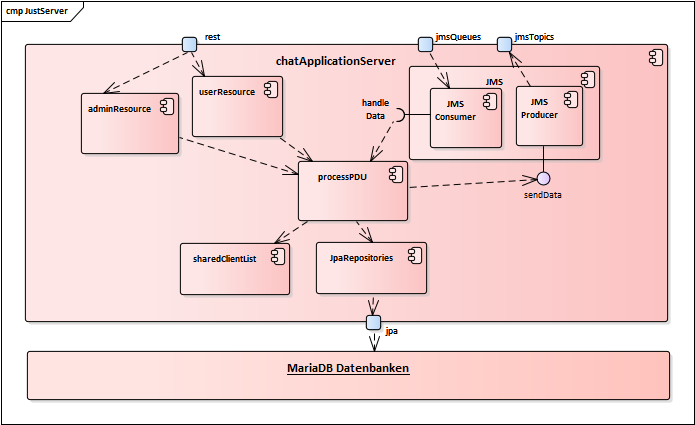 cmp JustServer
rest
jmsQueues
jmsTopics
chatApplicationServer
JMS
adminResource
userResource
handle
Data
JMS
Consumer
JMS
Producer
processPDU
sendData
sharedClientList
JpaRepositories
jpa
MariaDB Datenbanken